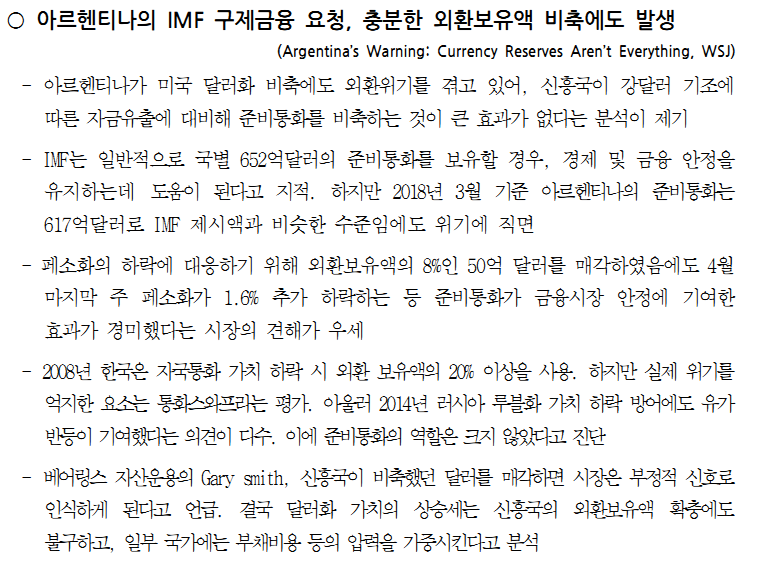 ○ 아르헨티나의 IMF 구제금융 요청, 충분한 외환보유액 비축에도 발생
(Argentina's Warning: Currency Reserves Aren't Everything, WSJ)
- 아르헨티나가 미국 달러화 비축에도 외환위기를 겪고 있어, 신흥국이 강달러 기조에
따른 자금유출에 대비해 준비통화를 비축하는 것이 큰 효과가 없다는 분석이 제기
- IMF는 일반적으로 국별 652억달러의 준비통화를 보유할 경우, 경제 및 금융 안정을
유지하는데 도움이 된다고 지적. 하지만 2018년 3월 기준 아르헨티나의 준비통화는
617억달러로 IMF 제시액과 비슷한 수준임에도 위기에 직면
- 페소화의 하락에 대응하기 위해 외환보유액의 8%인 50억 달러를 매각하였음에도 4월
마지막 주 페소화가 1.6% 추가 하락하는 등 준비통화가 금융시장 안정에 기여한
효과가 경미했다는 시장의 견해가 우세
- 2008년 한국은 자국통화 가치 하락 시 외환 보유액의 20% 이상을 사용. 하지만 실제 위기를
억지한 요소는 통화스와프라는 평가. 아울러 2014년 러시아 루블화 가치 하락 방어에도 유가
반등이 기여했다는 의견이 다수. 이에 준비통화의 역할은 크지 않았다고 진단
- 베어링스 자산운용의 Gary smith, 신흥국이 비축했던 달러를 매각하면 시장은 부정적 신호로
인식하게 된다고 언급. 결국 달러화 가치의 상승세는 신흥국의 외환보유액 확충에도
불구하고, 일부 국가에는 부채비용 등의 압력을 가중시킨다고 분석